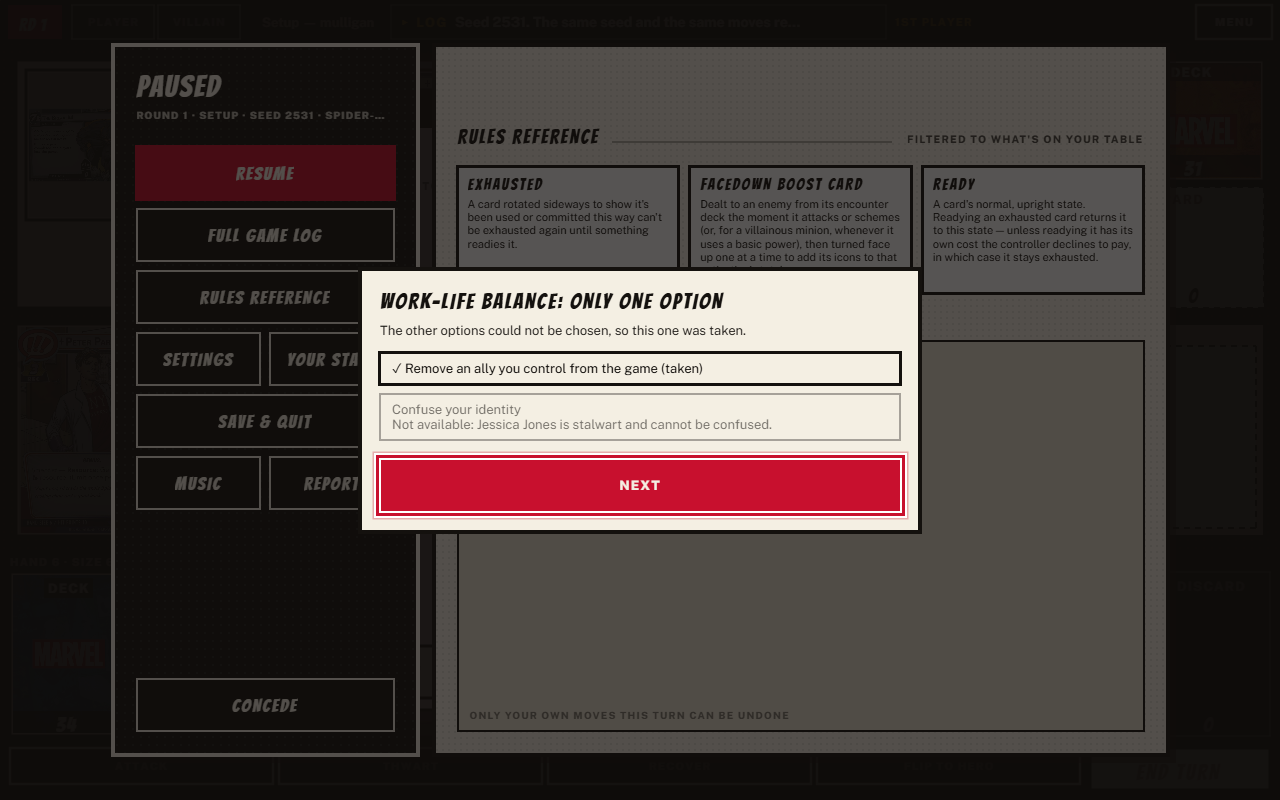 PLAYER
VILLAIN
Setup — mulligan
LOG Seed 2531. The same seed and the same moves re...
1ST PLAYER
MENU
PAUSED
ROUND 1 · SETUP · SEED 2531 · SPIDER-...
RESUME
FULL GAME LOG
RULES REFERENCE
SETTINGS
YOUR STA
SAVE & QUIT
MUSIC
REPORT
CONCEDE
RULES REFERENCE
FILTERED TO WHAT'S ON YOUR TABLE
EXHAUSTED
A card rotated sideways to show it's
been used or committed this way can't
be exhausted again until something
readies it.
FACEDOWN BOOST CARD
Dealt to an enemy from its encounter
deck the moment it attacks or schemes
(or, for a villainous minion, whenever it
uses a basic power), then turned face
up one at a time to add its icons to that
READY
A card's normal, upright state.
Readying an exhausted card returns it
to this state — unless readying it has its
own cost the controller declines to pay,
in which case it stays exhausted.
WORK-LIFE BALANCE: ONLY ONE OPTION
The other options could not be chosen, so this one was taken.
✓ Remove an ally you control from the game (taken)
Confuse your identity
Not available: Jessica Jones is stalwart and cannot be confused.
NEXT
ONLY YOUR OWN MOVES THIS TURN CAN BE UNDONE
DECK
MARVEL
DISCARD